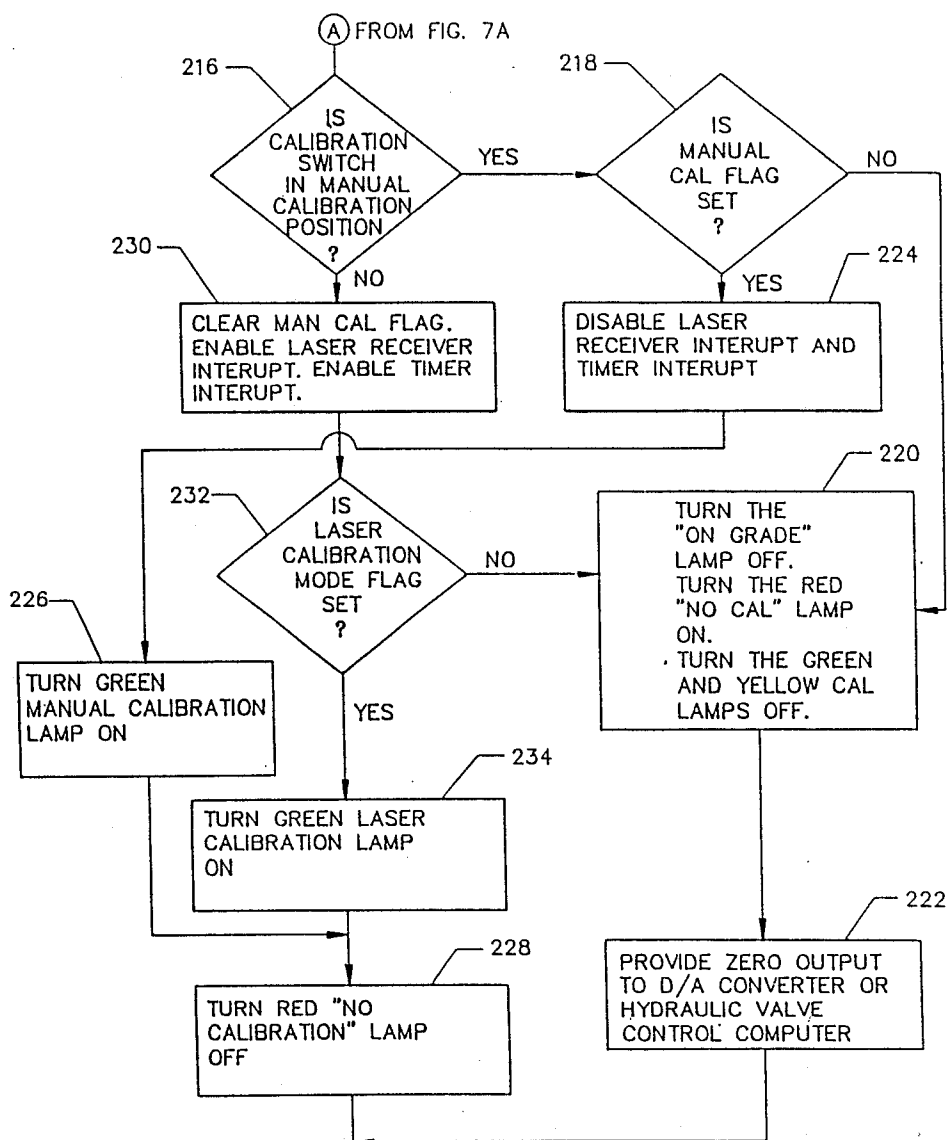 A FROM FIG. 7A
216
218
IS
CALIBRATION
SWITCH
IN MANUAL
CALIBRATION
POSITION
?
YES
IS
MANUAL
CAL FLAG
SET
?
NO
230
NO
YES
224
CLEAR MAN CAL FLAG.
ENABLE LASER RECEIVER
INTERUPT. ENABLE TIMER
INTERUPT.
DISABLE LASER
RECEIVER INTERUPT AND
TIMER INTERUPT
220
232
IS
LASER
CALIBRATION
MODE FLAG
SET
?
NO
TURN THE
"ON GRADE"
LAMP OFF.
TURN THE RED
"NO CAL" LAMP
ON.
TURN THE GREEN
AND YELLOW CAL
LAMPS OFF.
226
TURN GREEN
MANUAL CALIBRATION
LAMP ON
YES
234
TURN GREEN LASER
CALIBRATION LAMP
ON
222
228
PROVIDE ZERO OUTPUT
TO D/A CONVERTER OR
HYDRAULIC VALVE
CONTROL COMPUTER
TURN RED "NO
CALIBRATION" LAMP
OFF